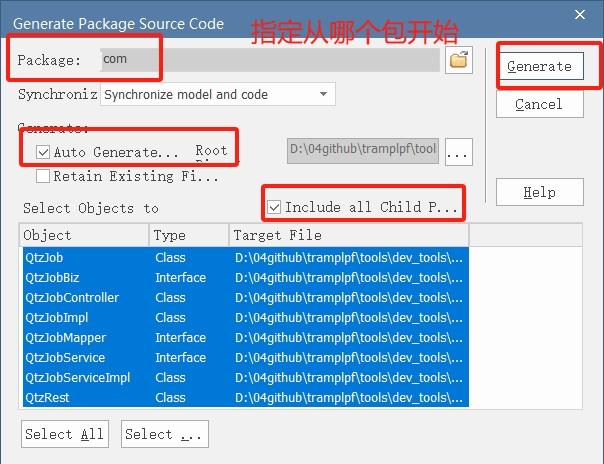 Generate Package Source Code
指定从哪个包开始
Package: com
Generate
Synchroniz Synchronize model and code
Cancel
Generate:
Auto Generate... Root D:\04github\tramplpf\tool ...
Retain Existing Fi...
Help
Select Objects to Include all Child P...
Object Type Target File
QtzJob Class D:\04github\tramplpf\tools\dev_tools\...
QtzJobBiz Interface D:\04github\tramplpf\tools\dev_tools\...
QtzJobController Class D:\04github\tramplpf\tools\dev_tools\...
QtzJobImpl Class D:\04github\tramplpf\tools\dev_tools\...
QtzJobMapper Interface D:\04github\tramplpf\tools\dev_tools\...
QtzJobService Interface D:\04github\tramplpf\tools\dev_tools\...
QtzJobServiceImpl Class D:\04github\tramplpf\tools\dev_tools\...
QtzRest Class D:\04github\tramplpf\tools\dev_tools\...
Select All Select ...